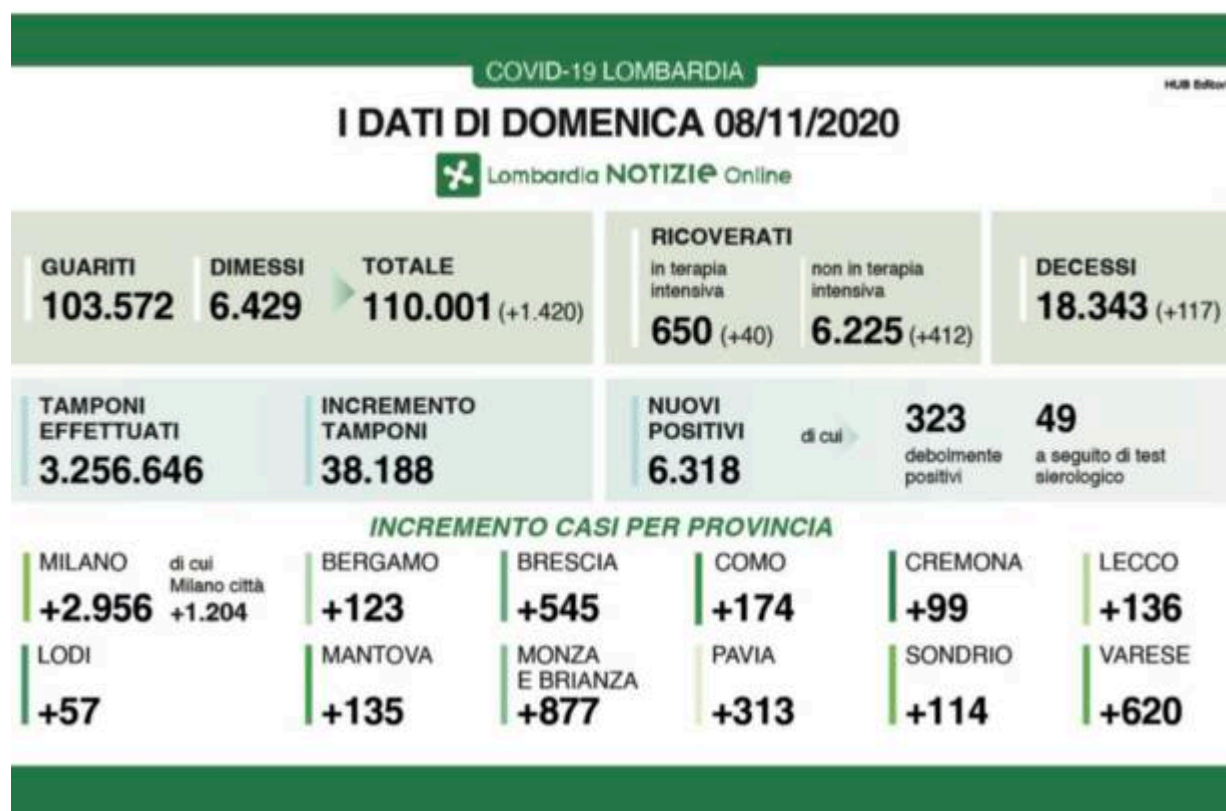 COVID-19 LOMBARDIA
HUB Editor
I DATI DI DOMENICA 08/11/2020
Lombardia NOTIZIE Online
GUARITI
103.572
DIMESSI
6.429
TOTALE
110.001 (+1.420)
RICOVERATI
in terapia
intensiva
650 (+40)
non in terapia
intensiva
6.225 (+412)
DECESSI
18.343 (+117)
TAMPONI
EFFETTUATI
3.256.646
INCREMENTO
TAMPONI
38.188
NUOVI
POSITIVI
6.318
di cui
323
debolmente
positivi
49
a seguito di test
sierologico
INCREMENTO CASI PER PROVINCIA
MILANO
+2.956
di cui
Milano città
+1.204
BERGAMO
+123
BRESCIA
+545
COMO
+174
CREMONA
+99
LECCO
+136
LODI
+57
MANTOVA
+135
MONZA
E BRIANZA
+877
PAVIA
+313
SONDRIO
+114
VARESE
+620